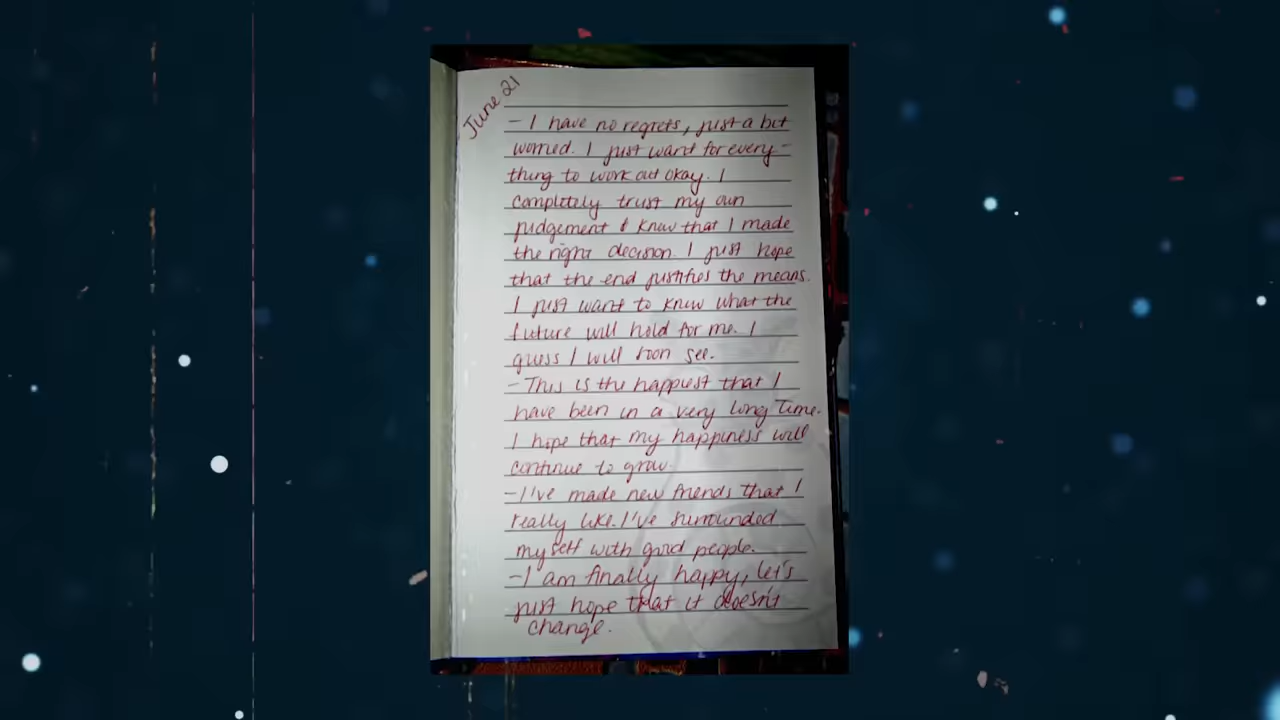 June 21
- I have no regrets, just a bit
worried. I just want for every-
thing to work out okay. I
completely trust my own
judgement & know that I made
the right decision. I just hope
that the end justifies the means.
I just want to know what the
future will hold for me. I
guess I will soon see.
- This is the happiest that I
have been in a very long time.
I hope that my happiness will
continue to grow.
- I've made new friends that I
really like. I've surrounded
myself with good people.
- I am finally happy, let's
just hope that it doesn't
change.